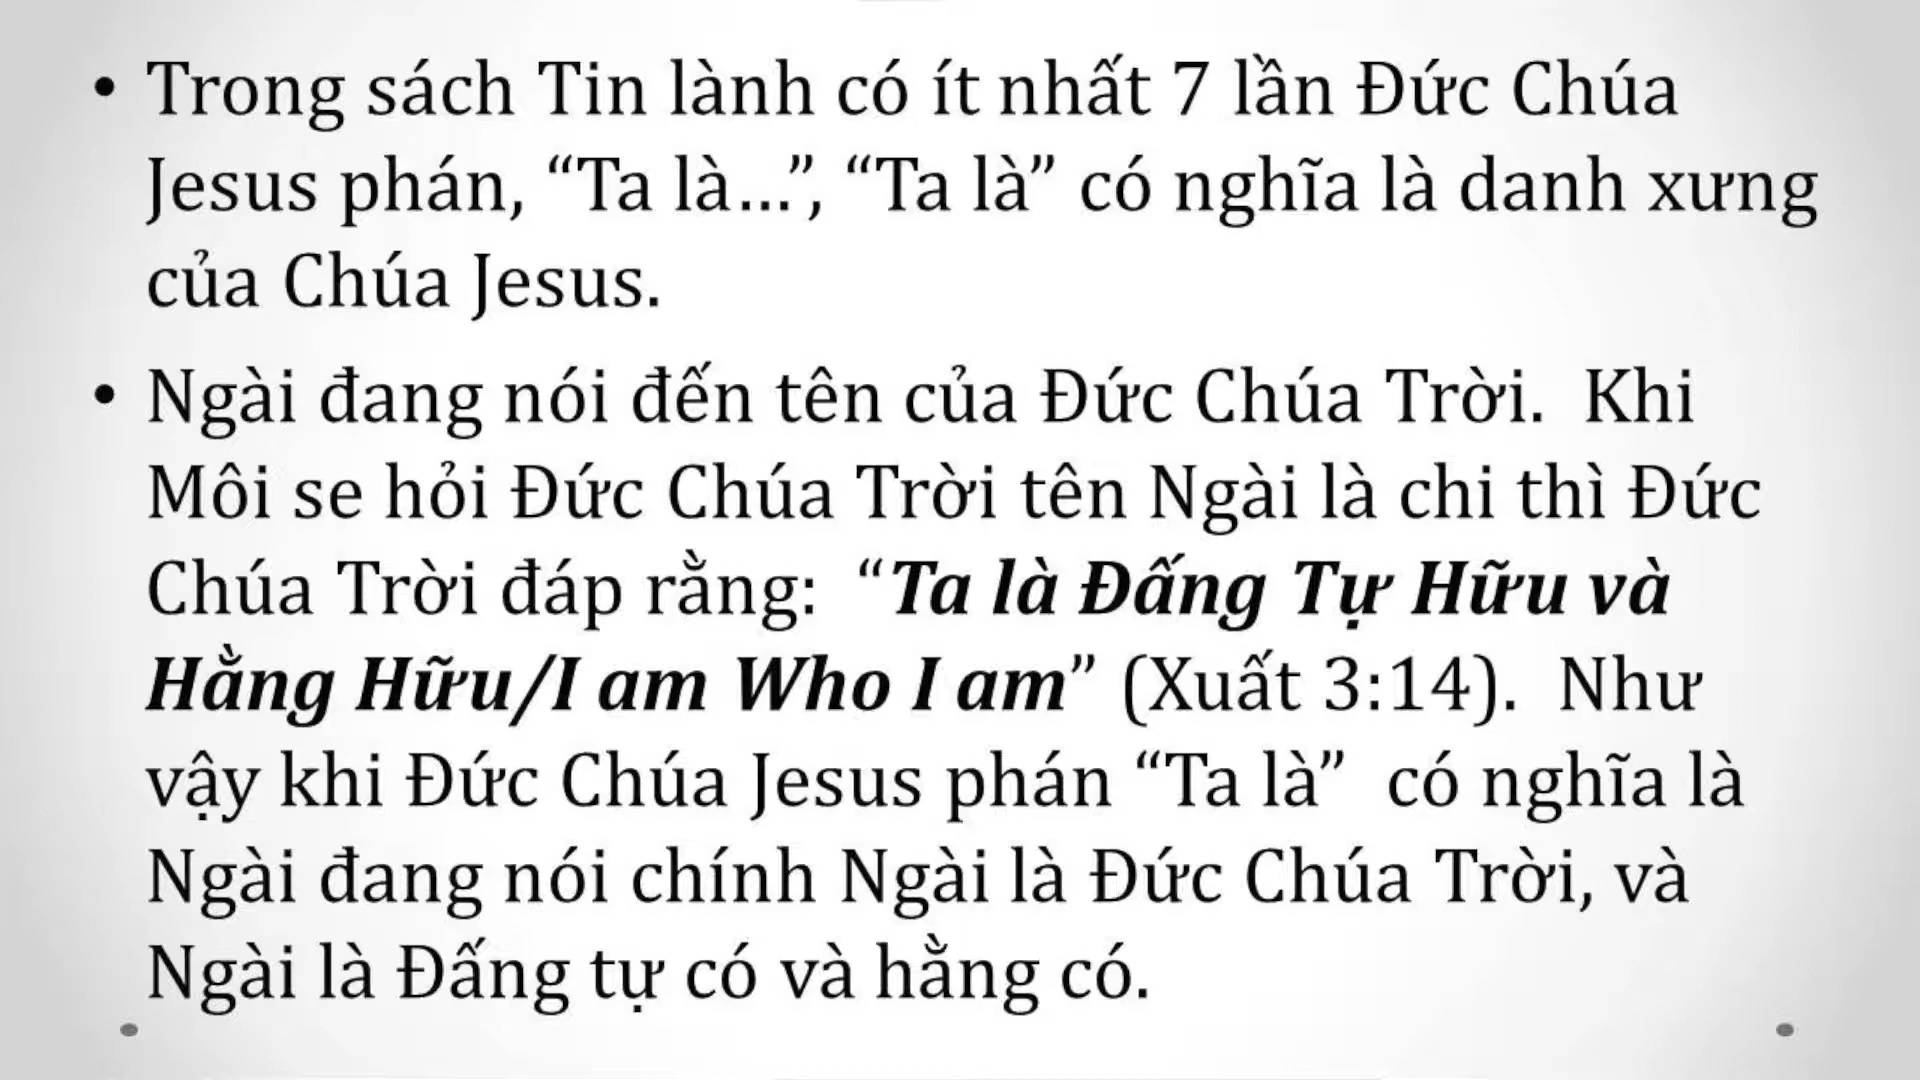 • Trong sách Tin lành có ít nhất 7 lần Đức Chúa
Jesus phán, “Ta là…”, “Ta là” có nghĩa là danh xưng
của Chúa Jesus.
• Ngài đang nói đến tên của Đức Chúa Trời.  Khi
Môi se hỏi Đức Chúa Trời tên Ngài là chi thì Đức
Chúa Trời đáp rằng:  “Ta là Đấng Tự Hữu và
Hằng Hữu/I am Who I am” (Xuất 3:14).  Như
vậy khi Đức Chúa Jesus phán “Ta là”  có nghĩa là
Ngài đang nói chính Ngài là Đức Chúa Trời, và
Ngài là Đấng tự có và hằng có.